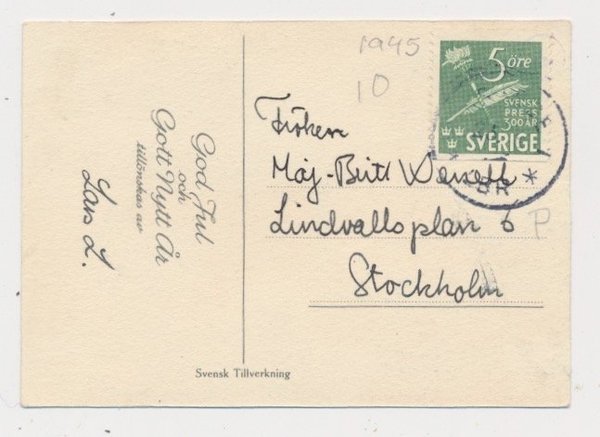 God Jul
och
Gott Nytt År
tillönskas av
Lars L.
Svensk Tillverkning
1945
10
5 öre
SVENSK
PRESS
300 ÅR
SVERIGE
Fröken
Maj-Britt
Lindvallsplan 6
Stockholm
P